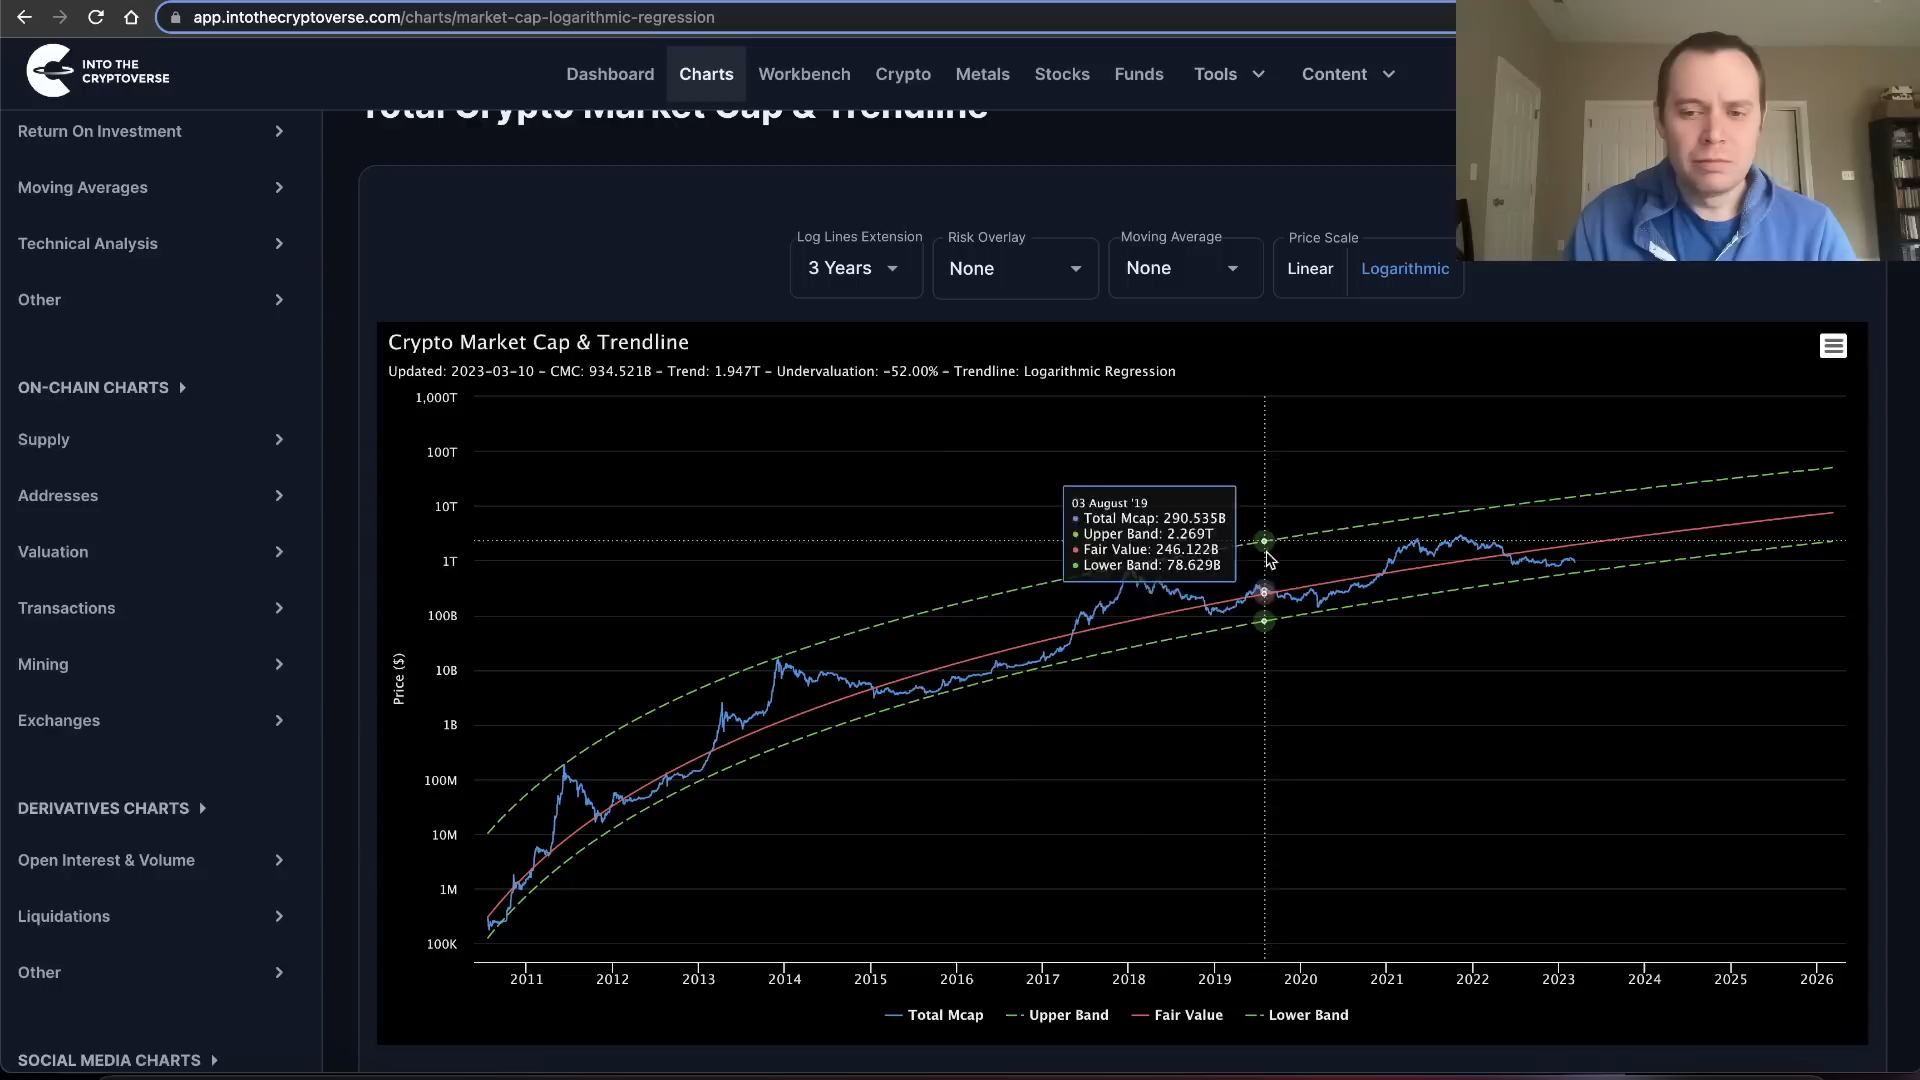 app.intothecryptoverse.com/charts/market-cap-logarithmic-regression
INTO THE
CRYPTOVERSE
Dashboard
Charts
Workbench
Crypto
Metals
Stocks
Funds
Tools
Content
Total Crypto Market Cap & Trendline
Return On Investment
Moving Averages
Technical Analysis
Other
ON-CHAIN CHARTS
Supply
Addresses
Valuation
Transactions
Mining
Exchanges
DERIVATIVES CHARTS
Open Interest & Volume
Liquidations
Other
SOCIAL MEDIA CHARTS
Log Lines Extension
3 Years
Risk Overlay
None
Moving Average
None
Price Scale
Linear
Logarithmic
Crypto Market Cap & Trendline
Updated: 2023-03-10 - CMC: 934.521B - Trend: 1.947T - Undervaluation: -52.00% - Trendline: Logarithmic Regression
1,000T
100T
10T
1T
100B
10B
1B
100M
10M
1M
100K
Price ($)
03 August '19
Total Mcap: 290.535B
Upper Band: 2.269T
Fair Value: 246.122B
Lower Band: 78.629B
2011
2012
2013
2014
2015
2016
2017
2018
2019
2020
2021
2022
2023
2024
2025
2026
Total Mcap
Upper Band
Fair Value
Lower Band